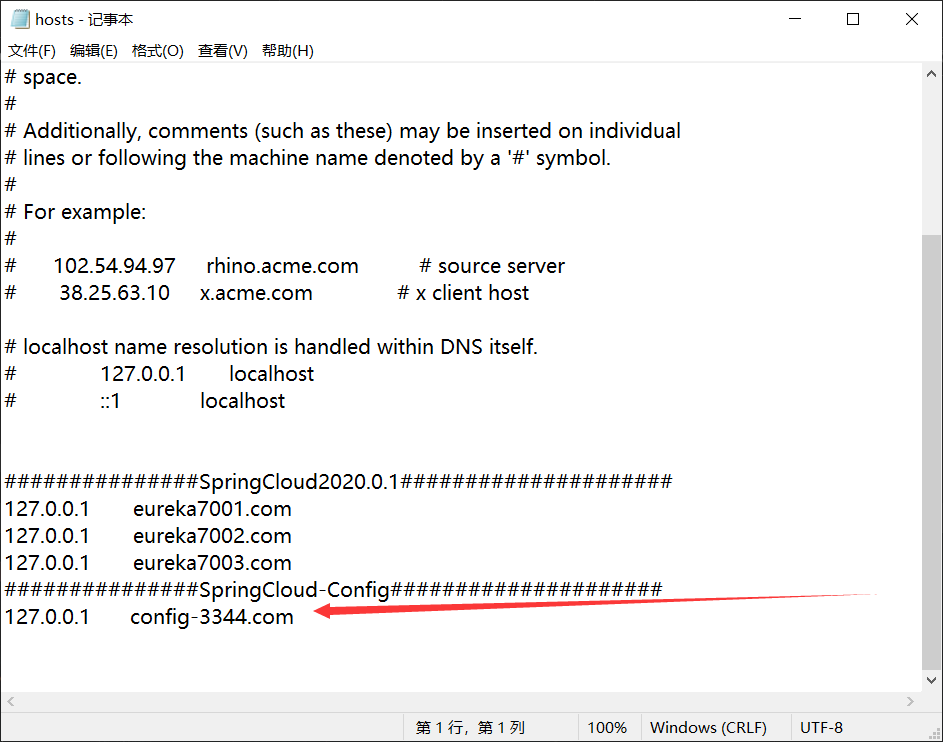 hosts - 记事本
文件(F) 编辑(E) 格式(O) 查看(V) 帮助(H)
# space.
#
# Additionally, comments (such as these) may be inserted on individual
# lines or following the machine name denoted by a '#' symbol.
#
# For example:
#
#      102.54.94.97     rhino.acme.com          # source server
#       38.25.63.10     x.acme.com              # x client host

# localhost name resolution is handled within DNS itself.
#	127.0.0.1       localhost
#	::1             localhost


###############SpringCloud2020.0.1#####################
127.0.0.1       eureka7001.com
127.0.0.1       eureka7002.com
127.0.0.1       eureka7003.com
###############SpringCloud-Config#####################
127.0.0.1       config-3344.com
第 1 行，第 1 列 100% Windows (CRLF) UTF-8